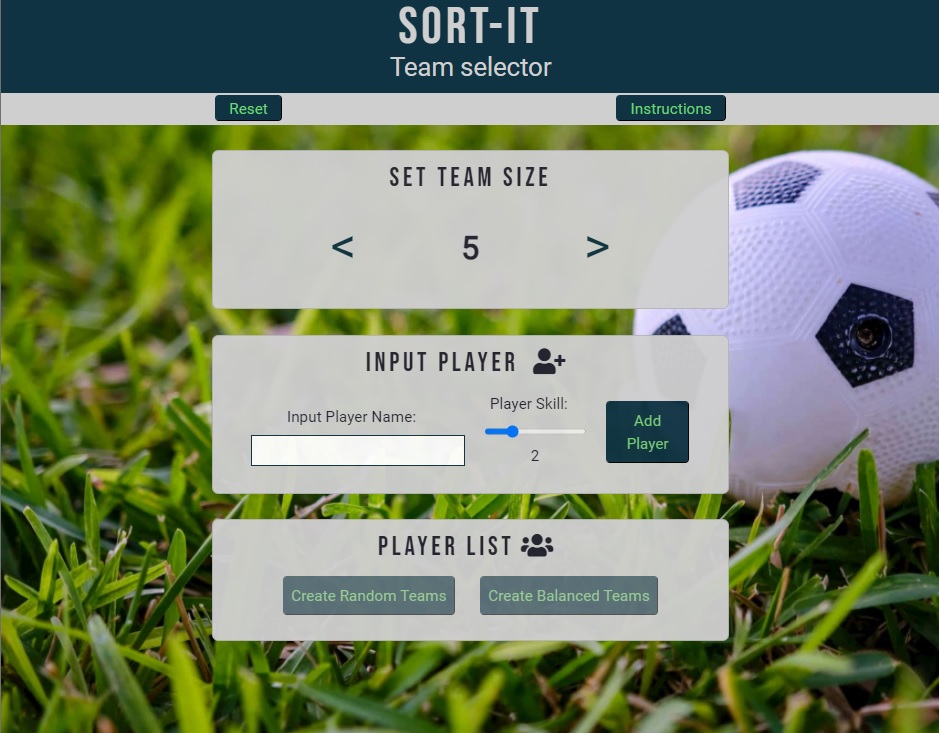 SORT-IT
Team selector
Reset
Instructions
SET TEAM SIZE
< 5 >
INPUT PLAYER
Input Player Name:
Player Skill:
2
Add
Player
PLAYER LIST
Create Random Teams
Create Balanced Teams